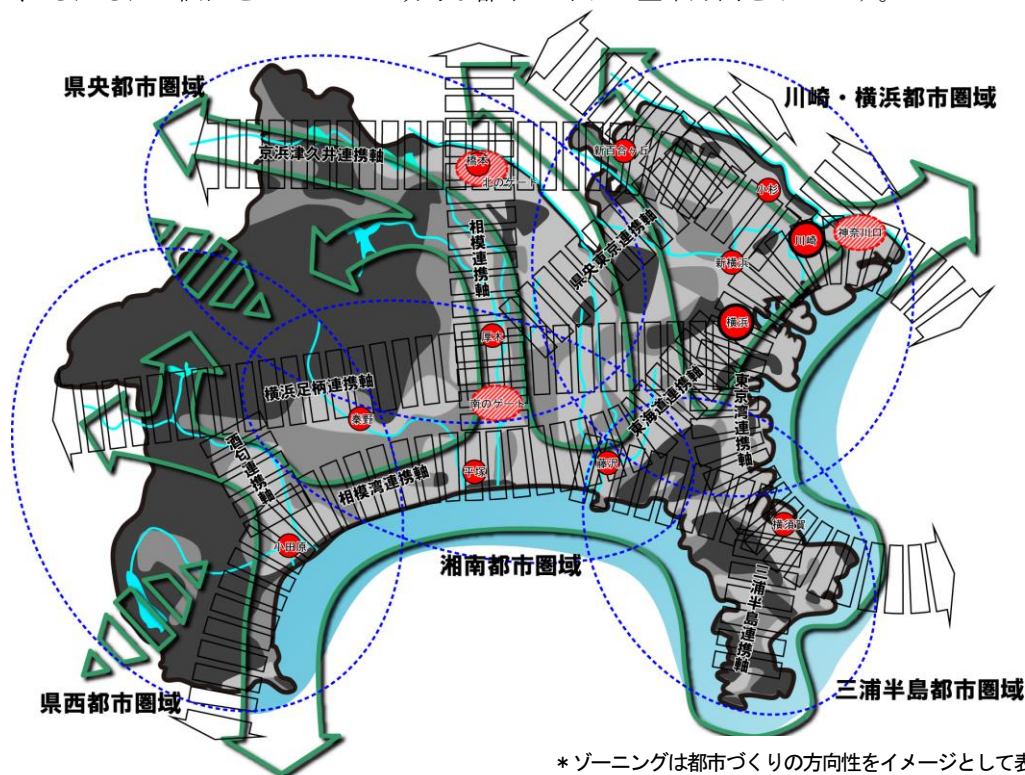 県央都市圏域
川崎・横浜都市圏域
京浜津久井連携軸
橋本
北のゲート
新百合ヶ丘
小杉
川崎
神奈川口
相模連携軸
県央東京連携軸
新横浜
横浜
厚木
横浜足柄連携軸
南のゲート
東海道連携軸
東京湾連携軸
秦野
酒匂連携軸
相模湾連携軸
平塚
藤沢
横須賀
小田原
湘南都市圏域
三浦半島連携軸
県西都市圏域
三浦半島都市圏域
*ゾーニングは都市づくりの方向性をイメージとして表